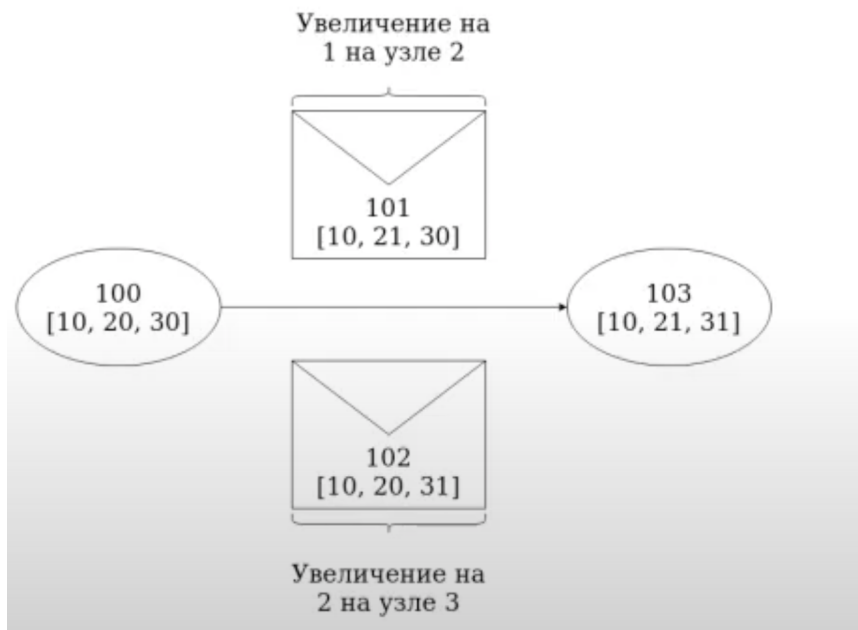 Увеличение на
1 на узле 2
101
[10, 21, 30]
100
[10, 20, 30]
103
[10, 21, 31]
102
[10, 20, 31]
Увеличение на
2 на узле 3